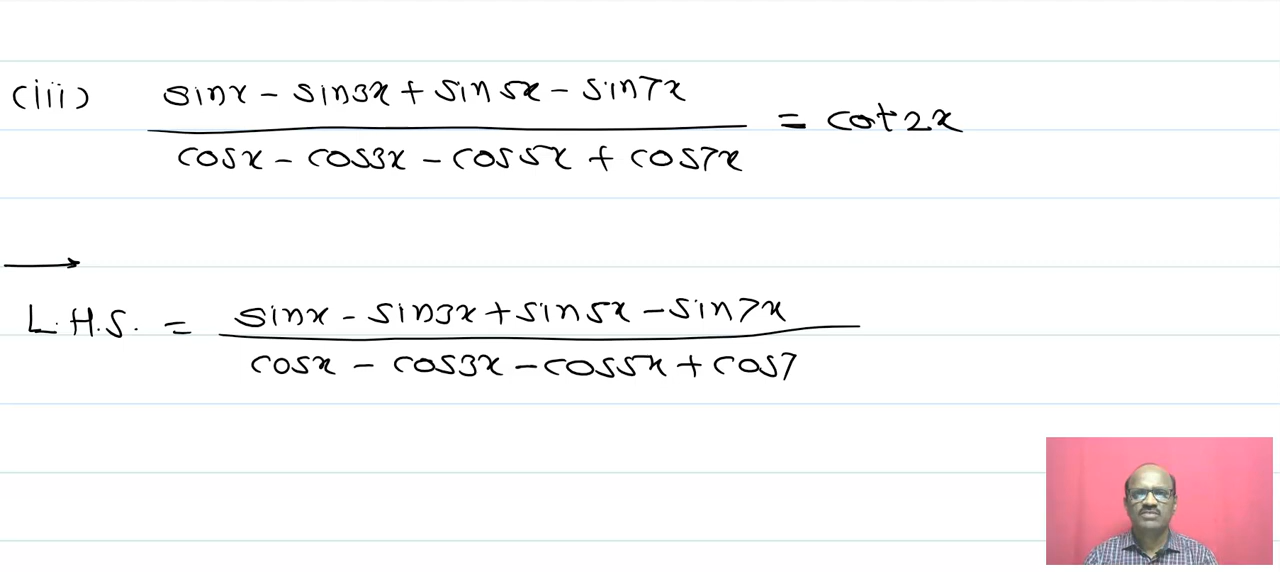 (iii) sinx - sin3x + sin5x - sin7x
cosx - cos3x - cos5x + cos7x
= cot2x
L.H.S. = sinx - sin3x + sin5x - sin7x
cosx - cos3x - cos5x + cos7